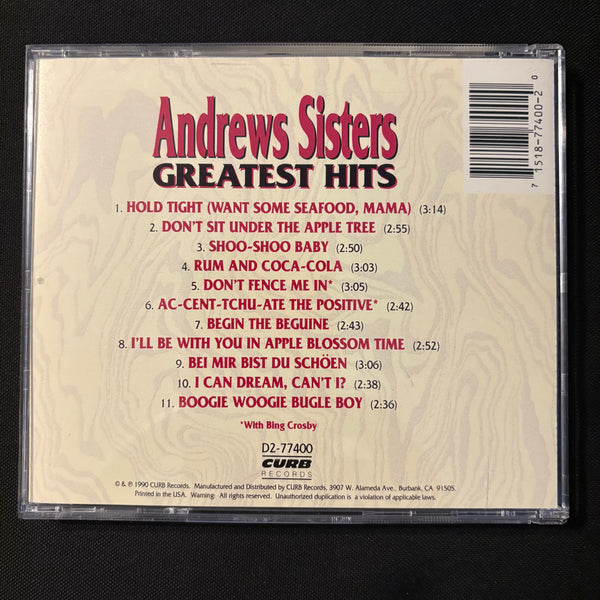 Andrews Sisters
GREATEST HITS
1. HOLD TIGHT (WANT SOME SEAFOOD, MAMA) (3:14)
2. DON'T SIT UNDER THE APPLE TREE (2:55)
3. SHOO-SHOO BABY (2:50)
4. RUM AND COCA-COLA (3:03)
5. DON'T FENCE ME IN* (3:05)
6. AC-CENT-TCHU-ATE THE POSITIVE* (2:42)
7. BEGIN THE BEGUINE (2:43)
8. I'LL BE WITH YOU IN APPLE BLOSSOM TIME (2:52)
9. BEI MIR BIST DU SCHÖEN (3:06)
10. I CAN DREAM, CAN'T I? (2:38)
11. BOOGIE WOOGIE BUGLE BOY (2:36)
*With Bing Crosby
D2-77400
CURB
RECORDS
© & ℗ 1990 CURB Records. Manufactured and Distributed by CURB Records, 3907 W. Alameda Ave., Burbank, CA 91505.
Printed in the USA. Warning: All rights reserved. Unauthorized duplication is a violation of applicable laws.
7 15187-7400-2 0